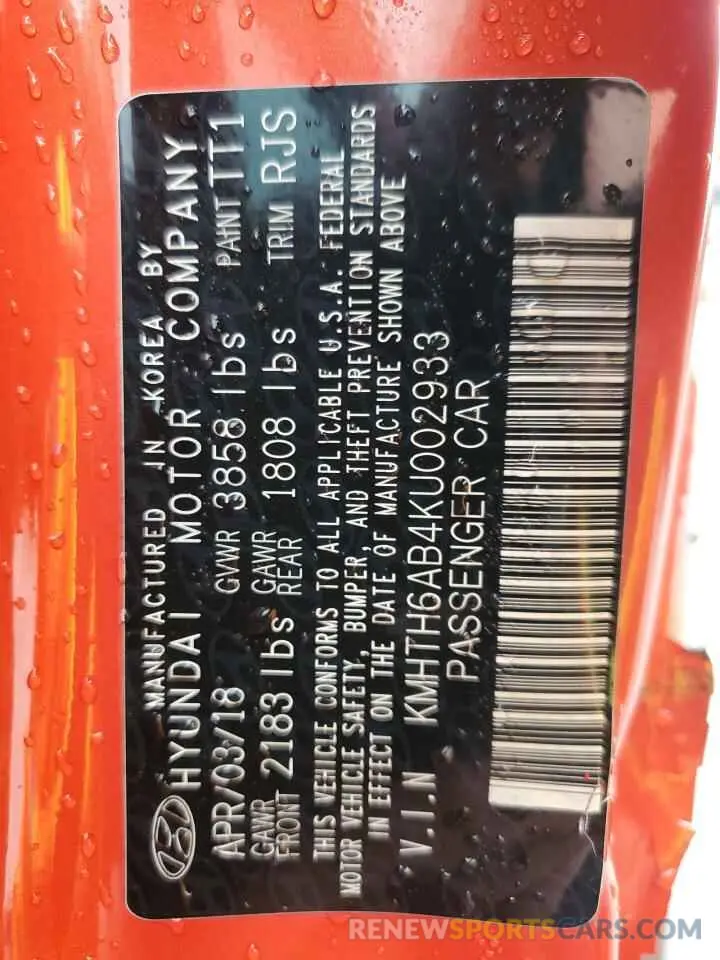 MANUFACTURED IN KOREA BY
HYUNDAI MOTOR COMPANY
APR/03/18 GVWR 3858 lbs PAINT TT1
GAWR FRONT 2183 lbs GAWR REAR 1808 lbs TRIM RJS
THIS VEHICLE CONFORMS TO ALL APPLICABLE U.S.A. FEDERAL
MOTOR VEHICLE SAFETY, BUMPER, AND THEFT PREVENTION STANDARDS
IN EFFECT ON THE DATE OF MANUFACTURE SHOWN ABOVE
V.I.N KMHTH6AB4KU002933
PASSENGER CAR
RENEWSPORTSCARS.COM